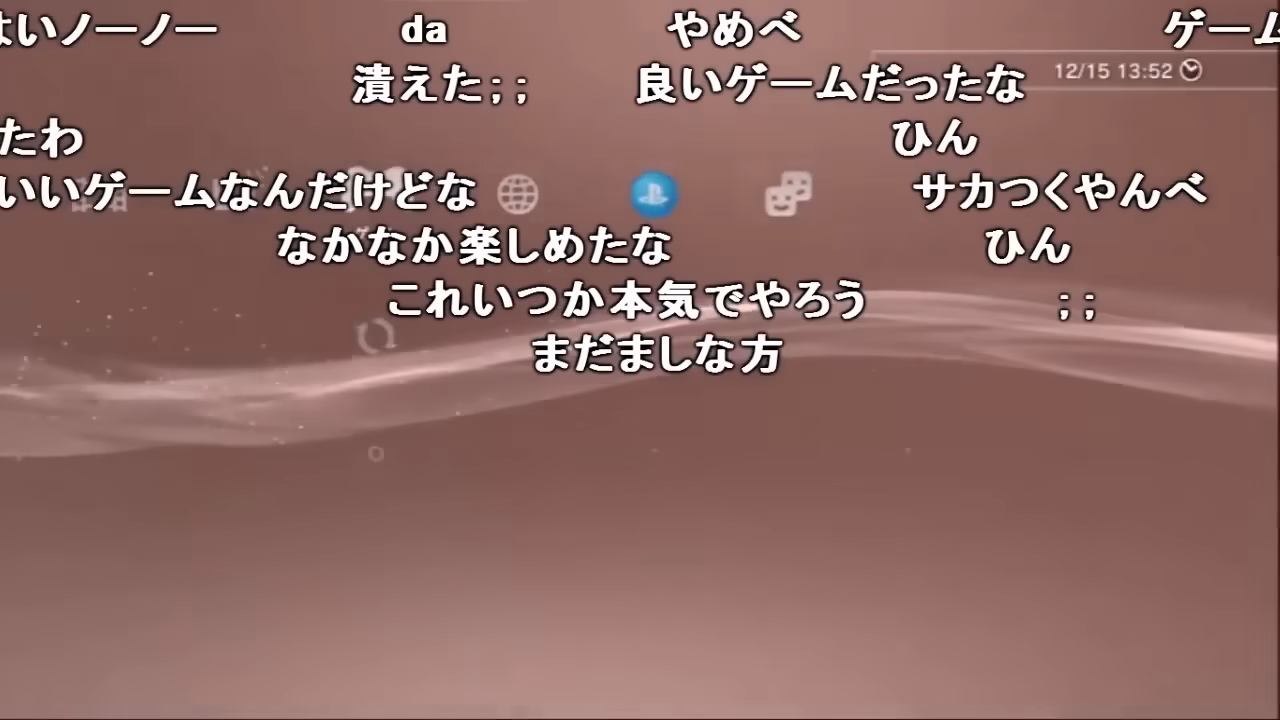 はいノーノー da やめべ ゲーム
潰えた;; 良いゲームだったな 12/15 13:52
たわ ひん
いいゲームなんだけどな サカつくやんべ
なかなか楽しめたな ひん
これいつか本気でやろう ;;
まだましな方